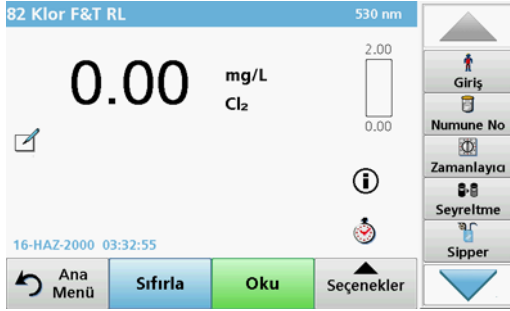 82 Klor F&T RL
530 nm
0.00
mg/L
Cl₂
2.00
0.00
16-HAZ-2000 03:32:55
Ana
Menü
Sıfırla
Oku
Seçenekler
Giriş
Numune No
Zamanlayıcı
Seyreltme
Sipper